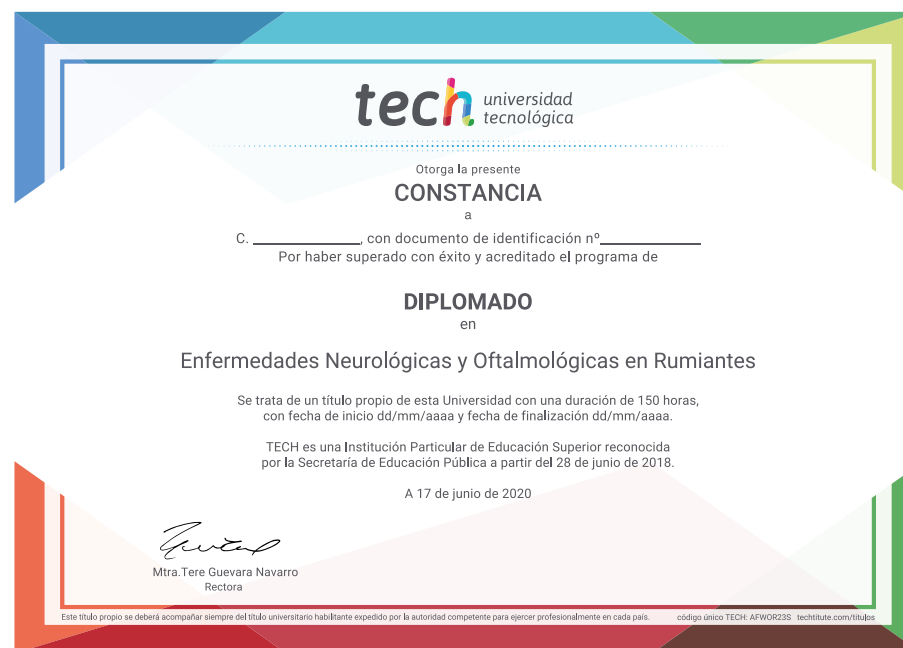 tech universidad
tecnológica
Otorga la presente
CONSTANCIA
a
C. ______________, con documento de identificación nº______________
Por haber superado con éxito y acreditado el programa de
DIPLOMADO
en
Enfermedades Neurológicas y Oftalmológicas en Rumiantes
Se trata de un título propio de esta Universidad con una duración de 150 horas,
con fecha de inicio dd/mm/aaaa y fecha de finalización dd/mm/aaaa.
TECH es una Institución Particular de Educación Superior reconocida
por la Secretaría de Educación Pública a partir del 28 de junio de 2018.
A 17 de junio de 2020
Mtra.Tere Guevara Navarro
Rectora
Este título propio se deberá acompañar siempre del título universitario habilitante expedido por la autoridad competente para ejercer profesionalmente en cada país. código único TECH: AFWOR23S techtitute.com/titulos